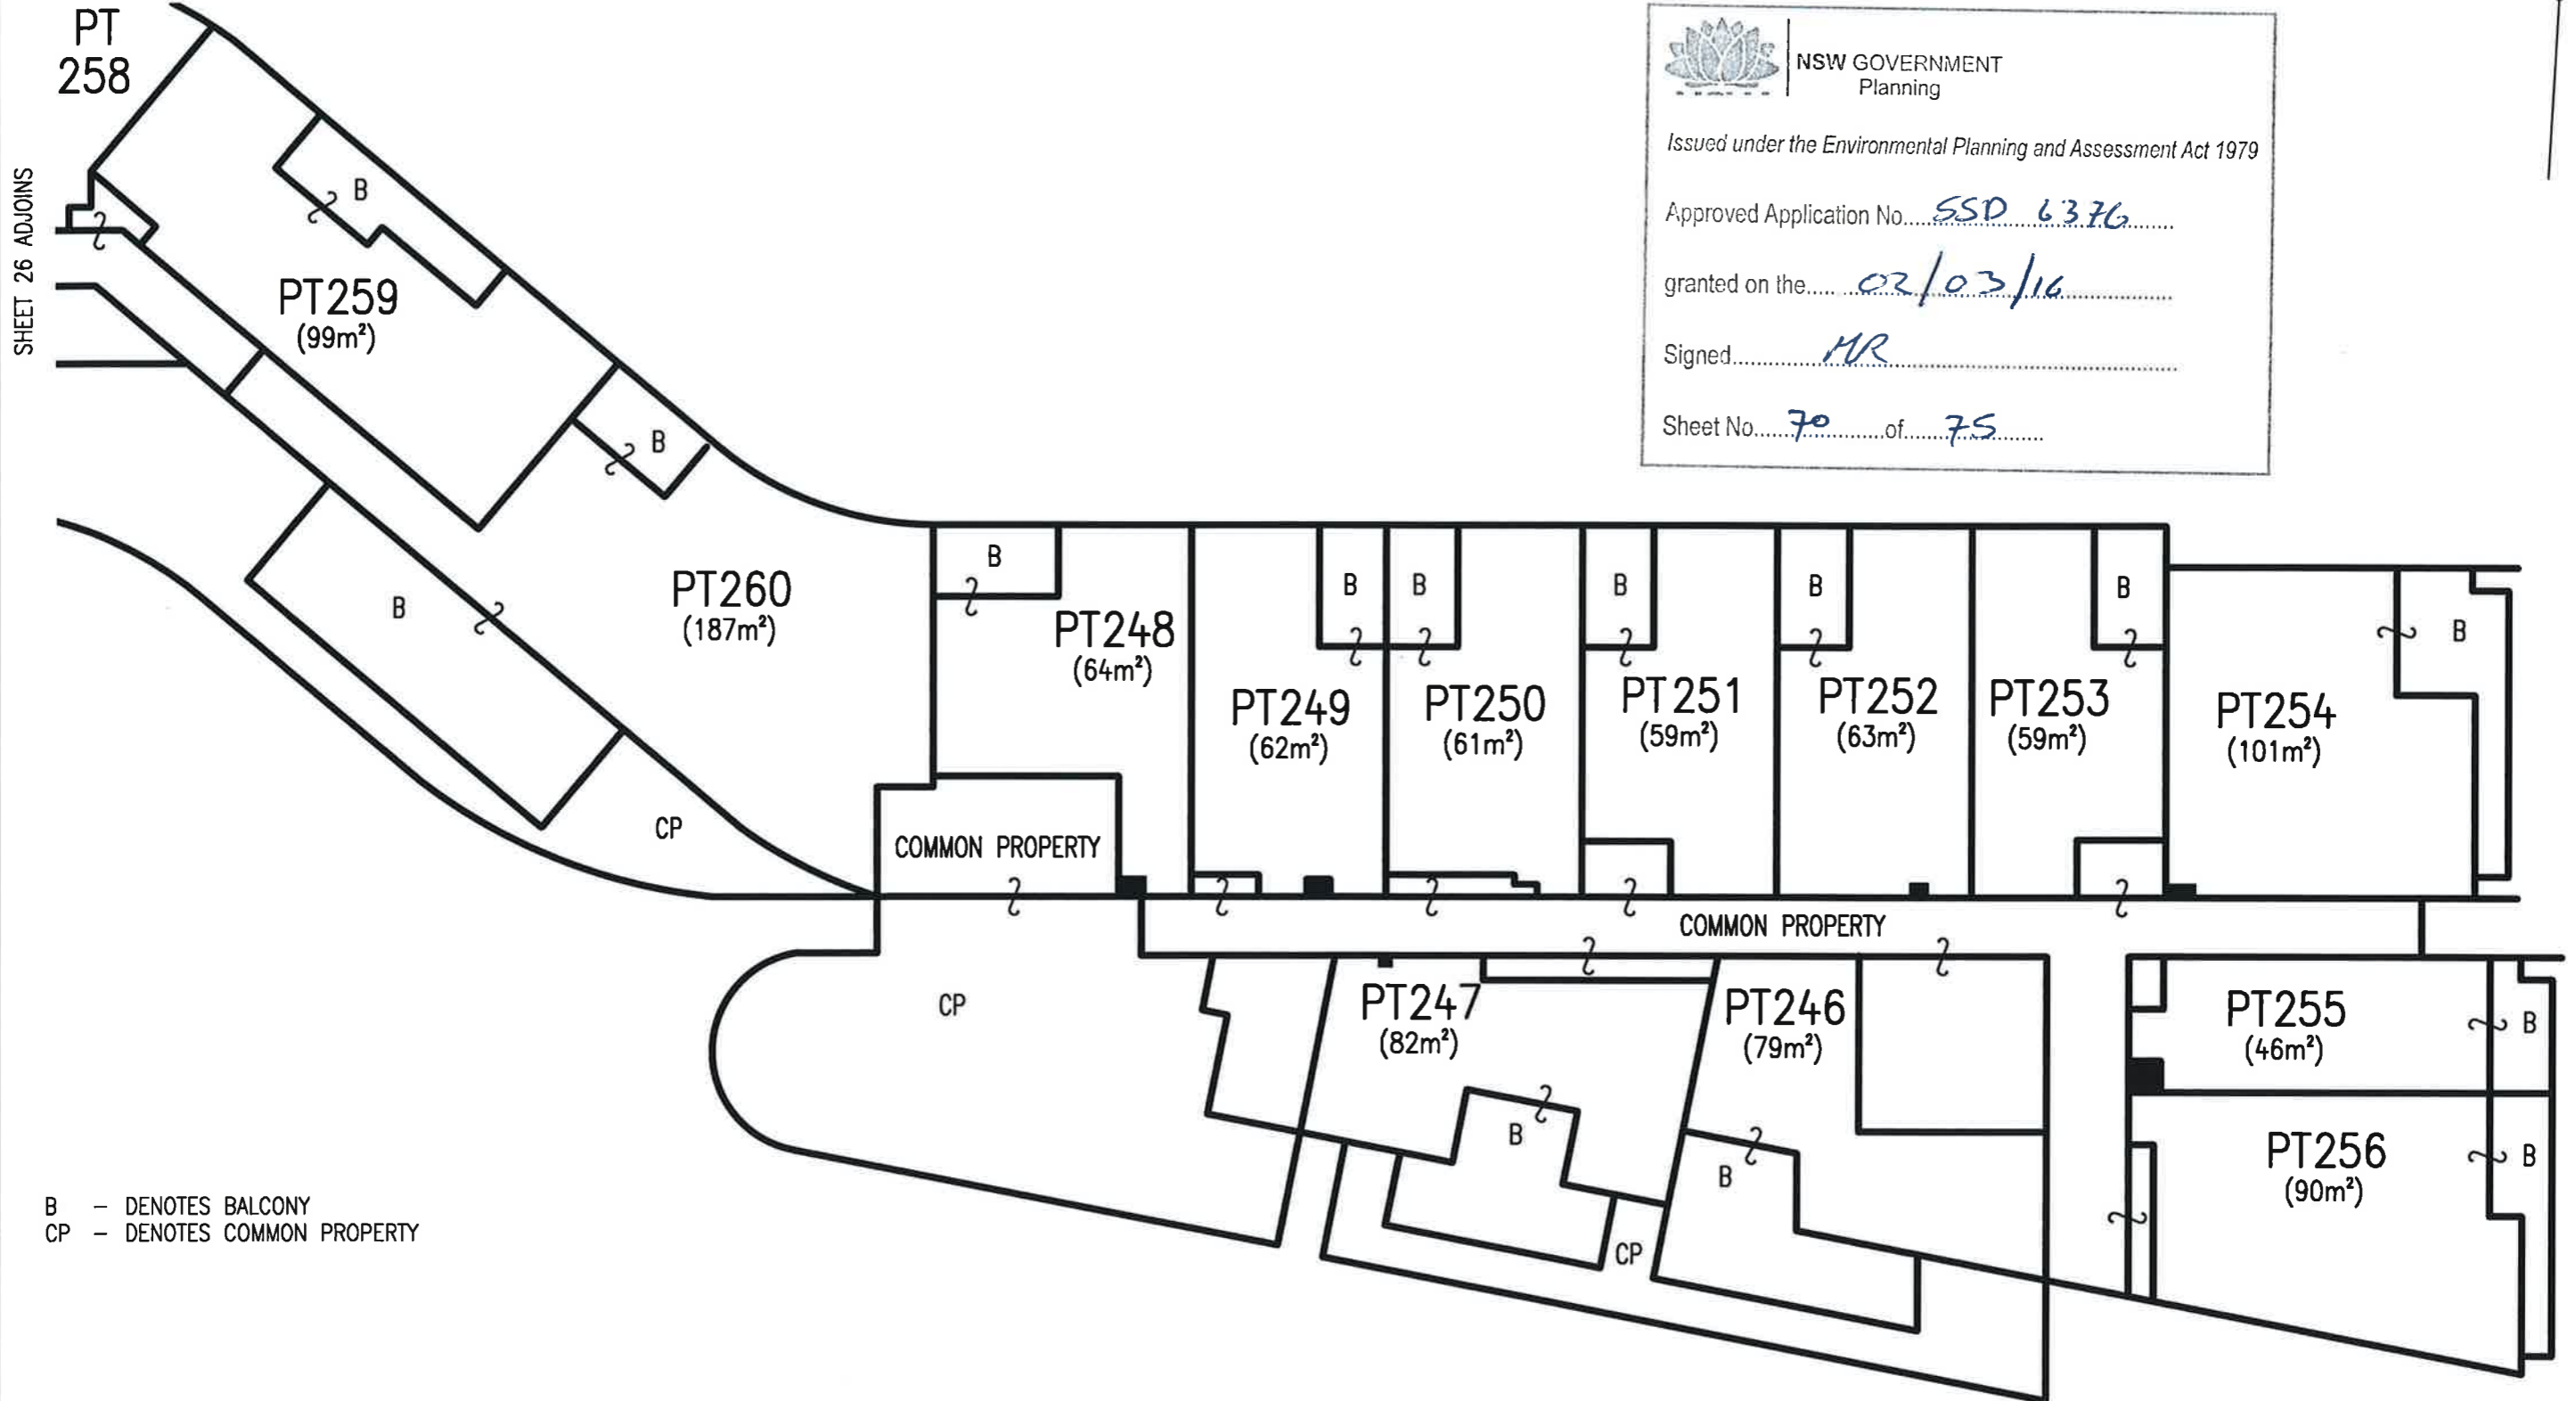 PT
258
SHEET 26 ADJOINS
NSW GOVERNMENT
Planning
Issued under the Environmental Planning and Assessment Act 1979
Approved Application No. SSD 6376
granted on the 02/03/16
Signed MR
Sheet No. 70 of 75
B
PT259
(99m²)
B
B
PT260
(187m²)
CP
B
PT248
(64m²)
COMMON PROPERTY
B
PT249
(62m²)
B
PT250
(61m²)
B
PT251
(59m²)
B
PT252
(63m²)
B
PT253
(59m²)
B
PT254
(101m²)
COMMON PROPERTY
CP
PT247
(82m²)
B
CP
PT246
(79m²)
B
PT255
(46m²)
B
PT256
(90m²)
B
B – DENOTES BALCONY
CP – DENOTES COMMON PROPERTY